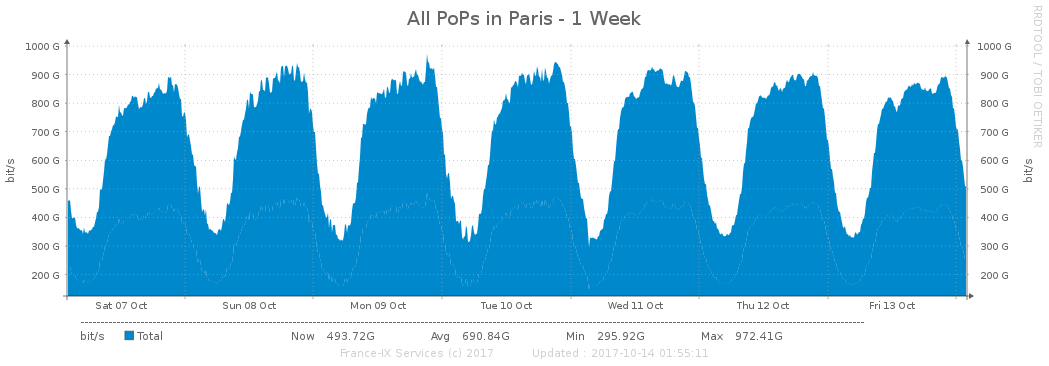 All PoPs in Paris - 1 Week
RRDTOOL / TOBI OETIKER
1000 G 1000 G
900 G 900 G
800 G 800 G
700 G 700 G
600 G 600 G
500 G 500 G
400 G 400 G
300 G 300 G
200 G 200 G
bit/s bit/s
Sat 07 Oct Sun 08 Oct Mon 09 Oct Tue 10 Oct Wed 11 Oct Thu 12 Oct Fri 13 Oct
bit/s Total Now 493.72G Avg 690.84G Min 295.92G Max 972.41G
France-IX Services (c) 2017 Updated : 2017-10-14 01:55:11